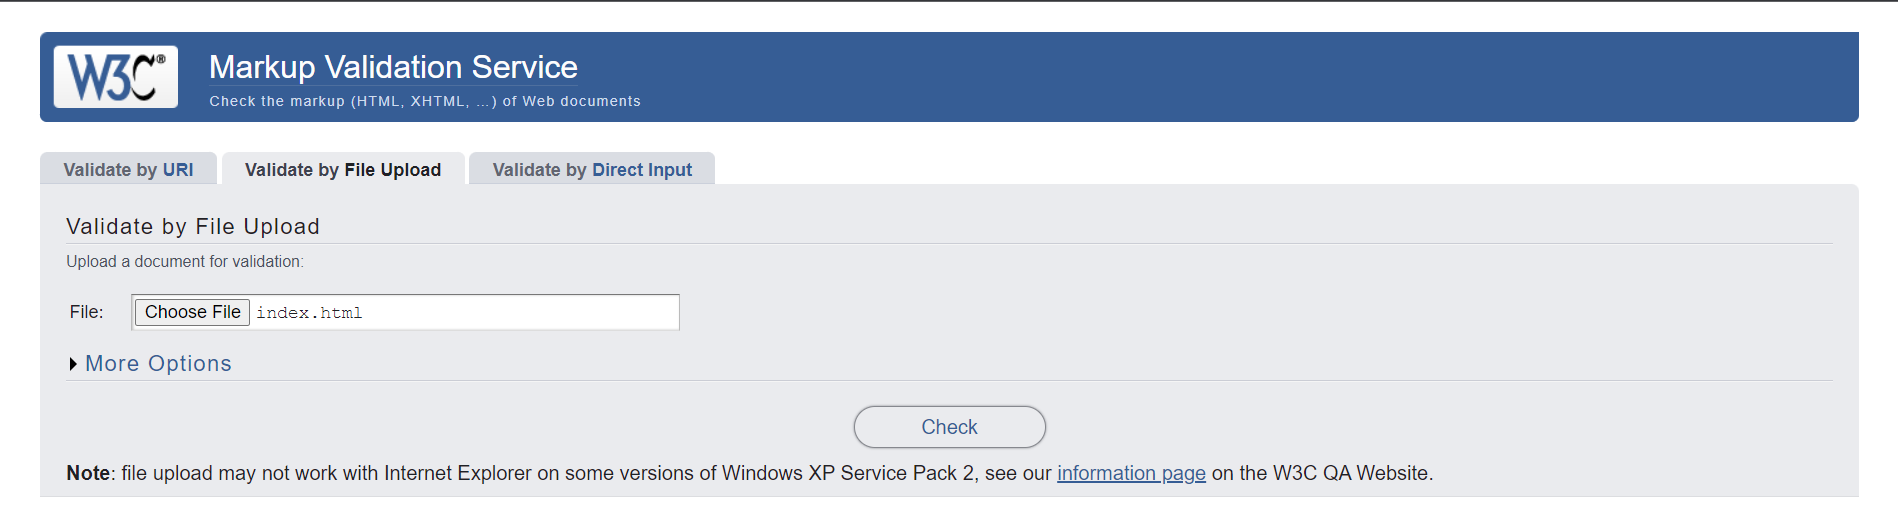 W3C®
Markup Validation Service
Check the markup (HTML, XHTML, …) of Web documents
Validate by URI
Validate by File Upload
Validate by Direct Input
Validate by File Upload
Upload a document for validation:
File: Choose File index.html
More Options
Check
Note: file upload may not work with Internet Explorer on some versions of Windows XP Service Pack 2, see our information page on the W3C QA Website.